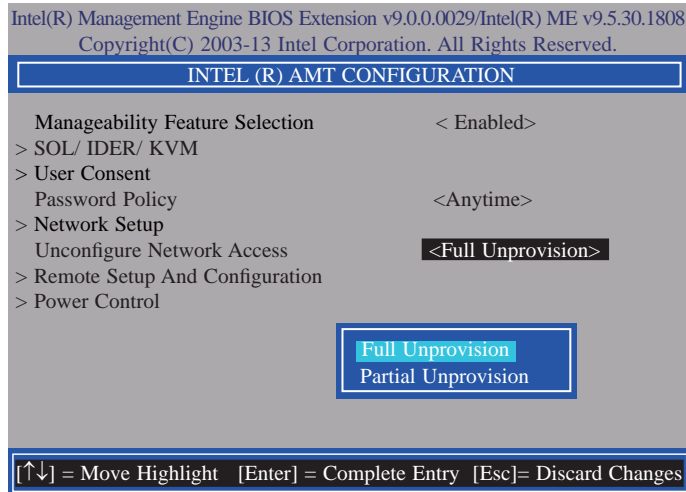 Intel(R) Management Engine BIOS Extension v9.0.0.0029/Intel(R) ME v9.5.30.1808
Copyright(C) 2003-13 Intel Corporation. All Rights Reserved.
INTEL (R) AMT CONFIGURATION
Manageability Feature Selection < Enabled>
> SOL/ IDER/ KVM
> User Consent
Password Policy <Anytime>
> Network Setup
Unconfigure Network Access <Full Unprovision>
> Remote Setup And Configuration
> Power Control
Full Unprovision
Partial Unprovision
[↑↓] = Move Highlight [Enter] = Complete Entry [Esc]= Discard Changes